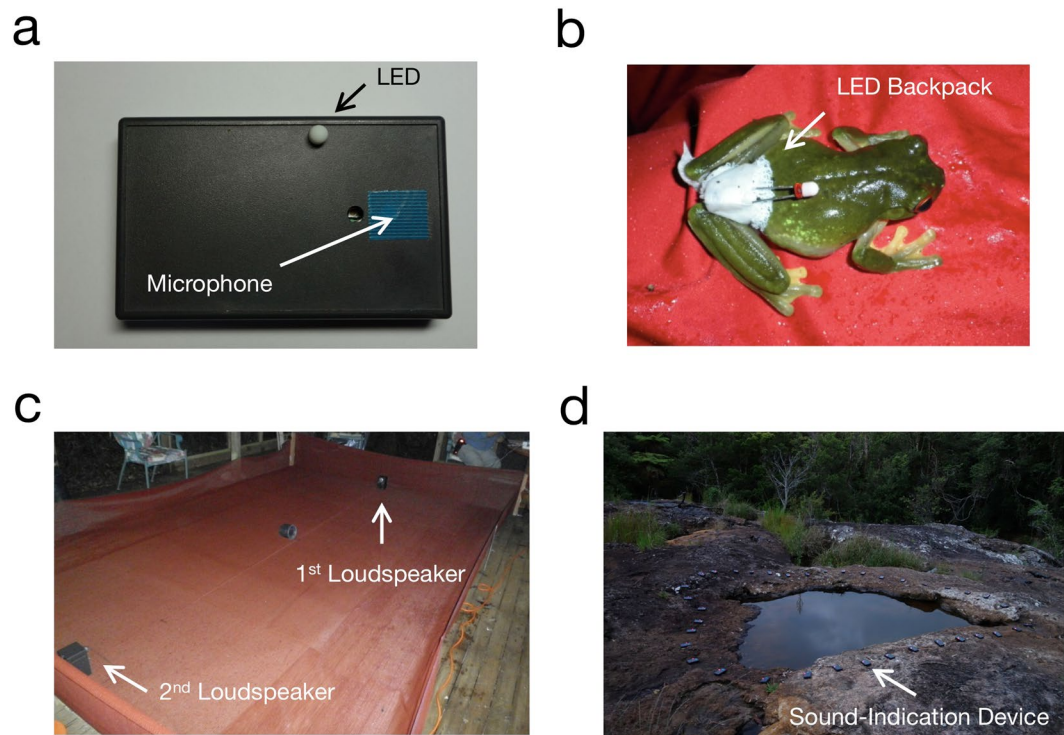 a
LED
Microphone
b
LED Backpack
c
1st Loudspeaker
2nd Loudspeaker
d
Sound-Indication Device